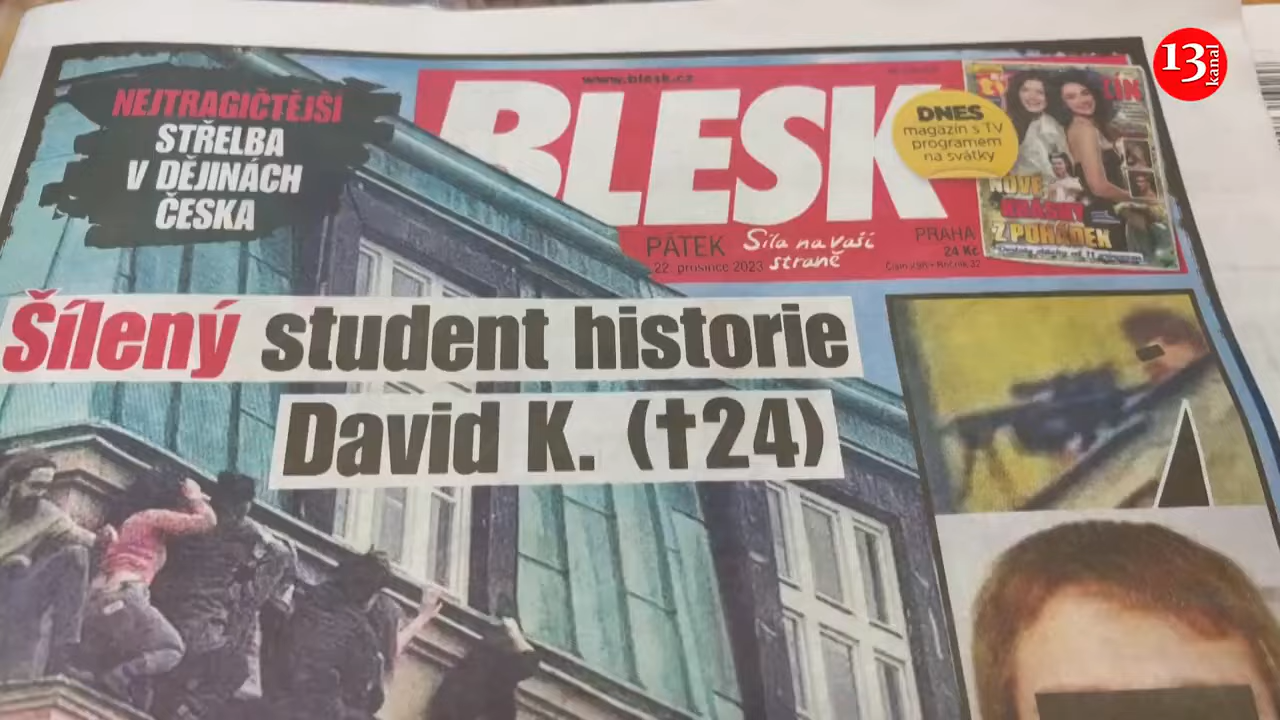 13
kanal
www.blesk.cz
BLESK
NEJTRAGIČTĚJŠÍ
STŘELBA
V DĚJINÁCH
ČESKA
DNES
magazín s TV
programem
na svátky
PÁTEK
22. prosince 2023
Síla na vaší
straně
PRAHA
24 Kč
NOVÉ
KRÁSKY
Z POHÁDEK
Šílený student historie
David K. (†24)